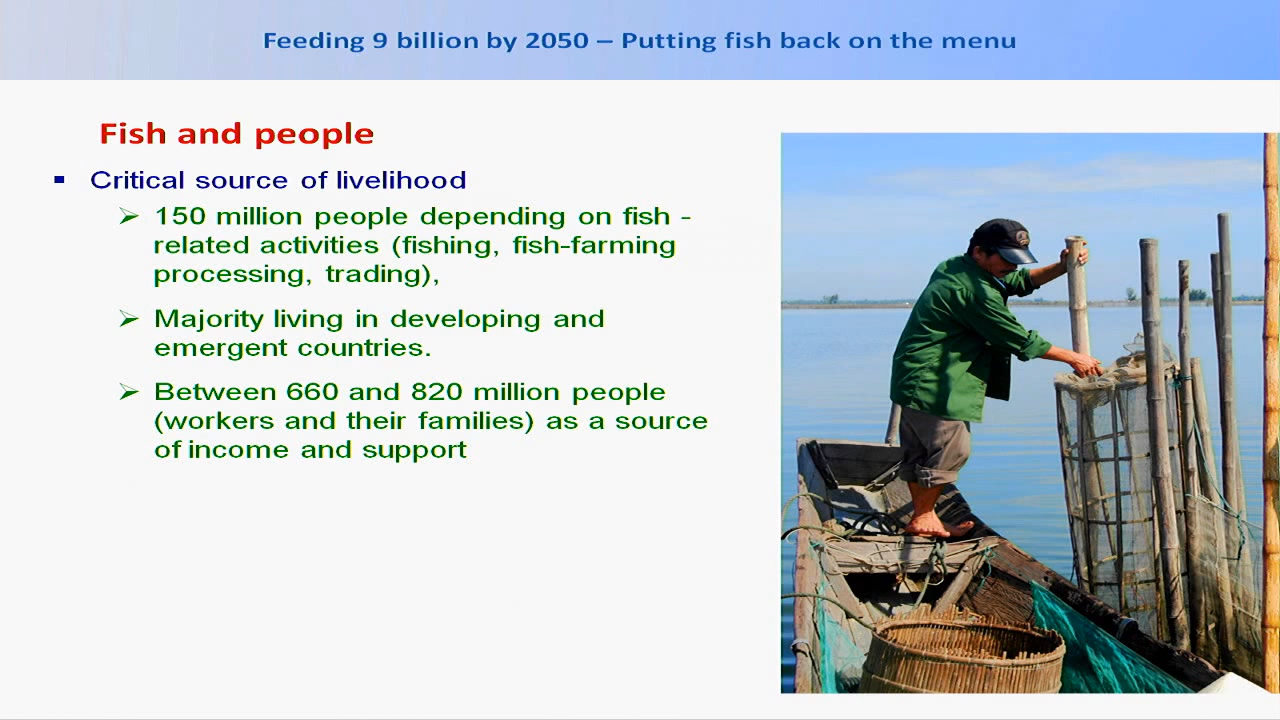 Feeding 9 billion by 2050 – Putting fish back on the menu
Fish and people
▪ Critical source of livelihood
➢ 150 million people depending on fish -
related activities (fishing, fish-farming
processing, trading),
➢ Majority living in developing and
emergent countries.
➢ Between 660 and 820 million people
(workers and their families) as a source
of income and support